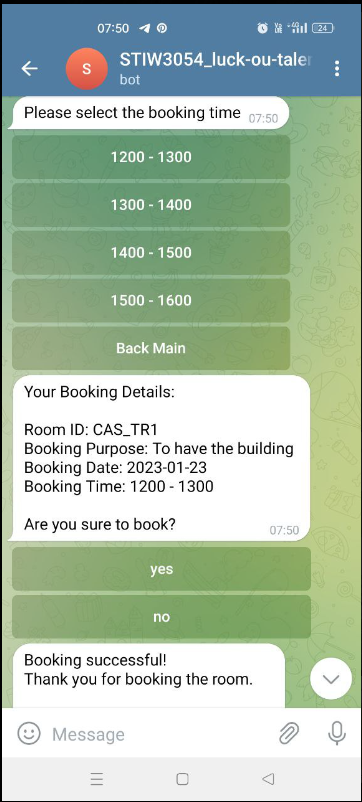 07:50
24
STIW3054_luck-ou-taler
bot
S
Please select the booking time 07:50
1200 - 1300
1300 - 1400
1400 - 1500
1500 - 1600
Back Main
Your Booking Details:
Room ID: CAS_TR1
Booking Purpose: To have the building
Booking Date: 2023-01-23
Booking Time: 1200 - 1300
Are you sure to book?
07:50
yes
no
Booking successful!
Thank you for booking the room.
Message